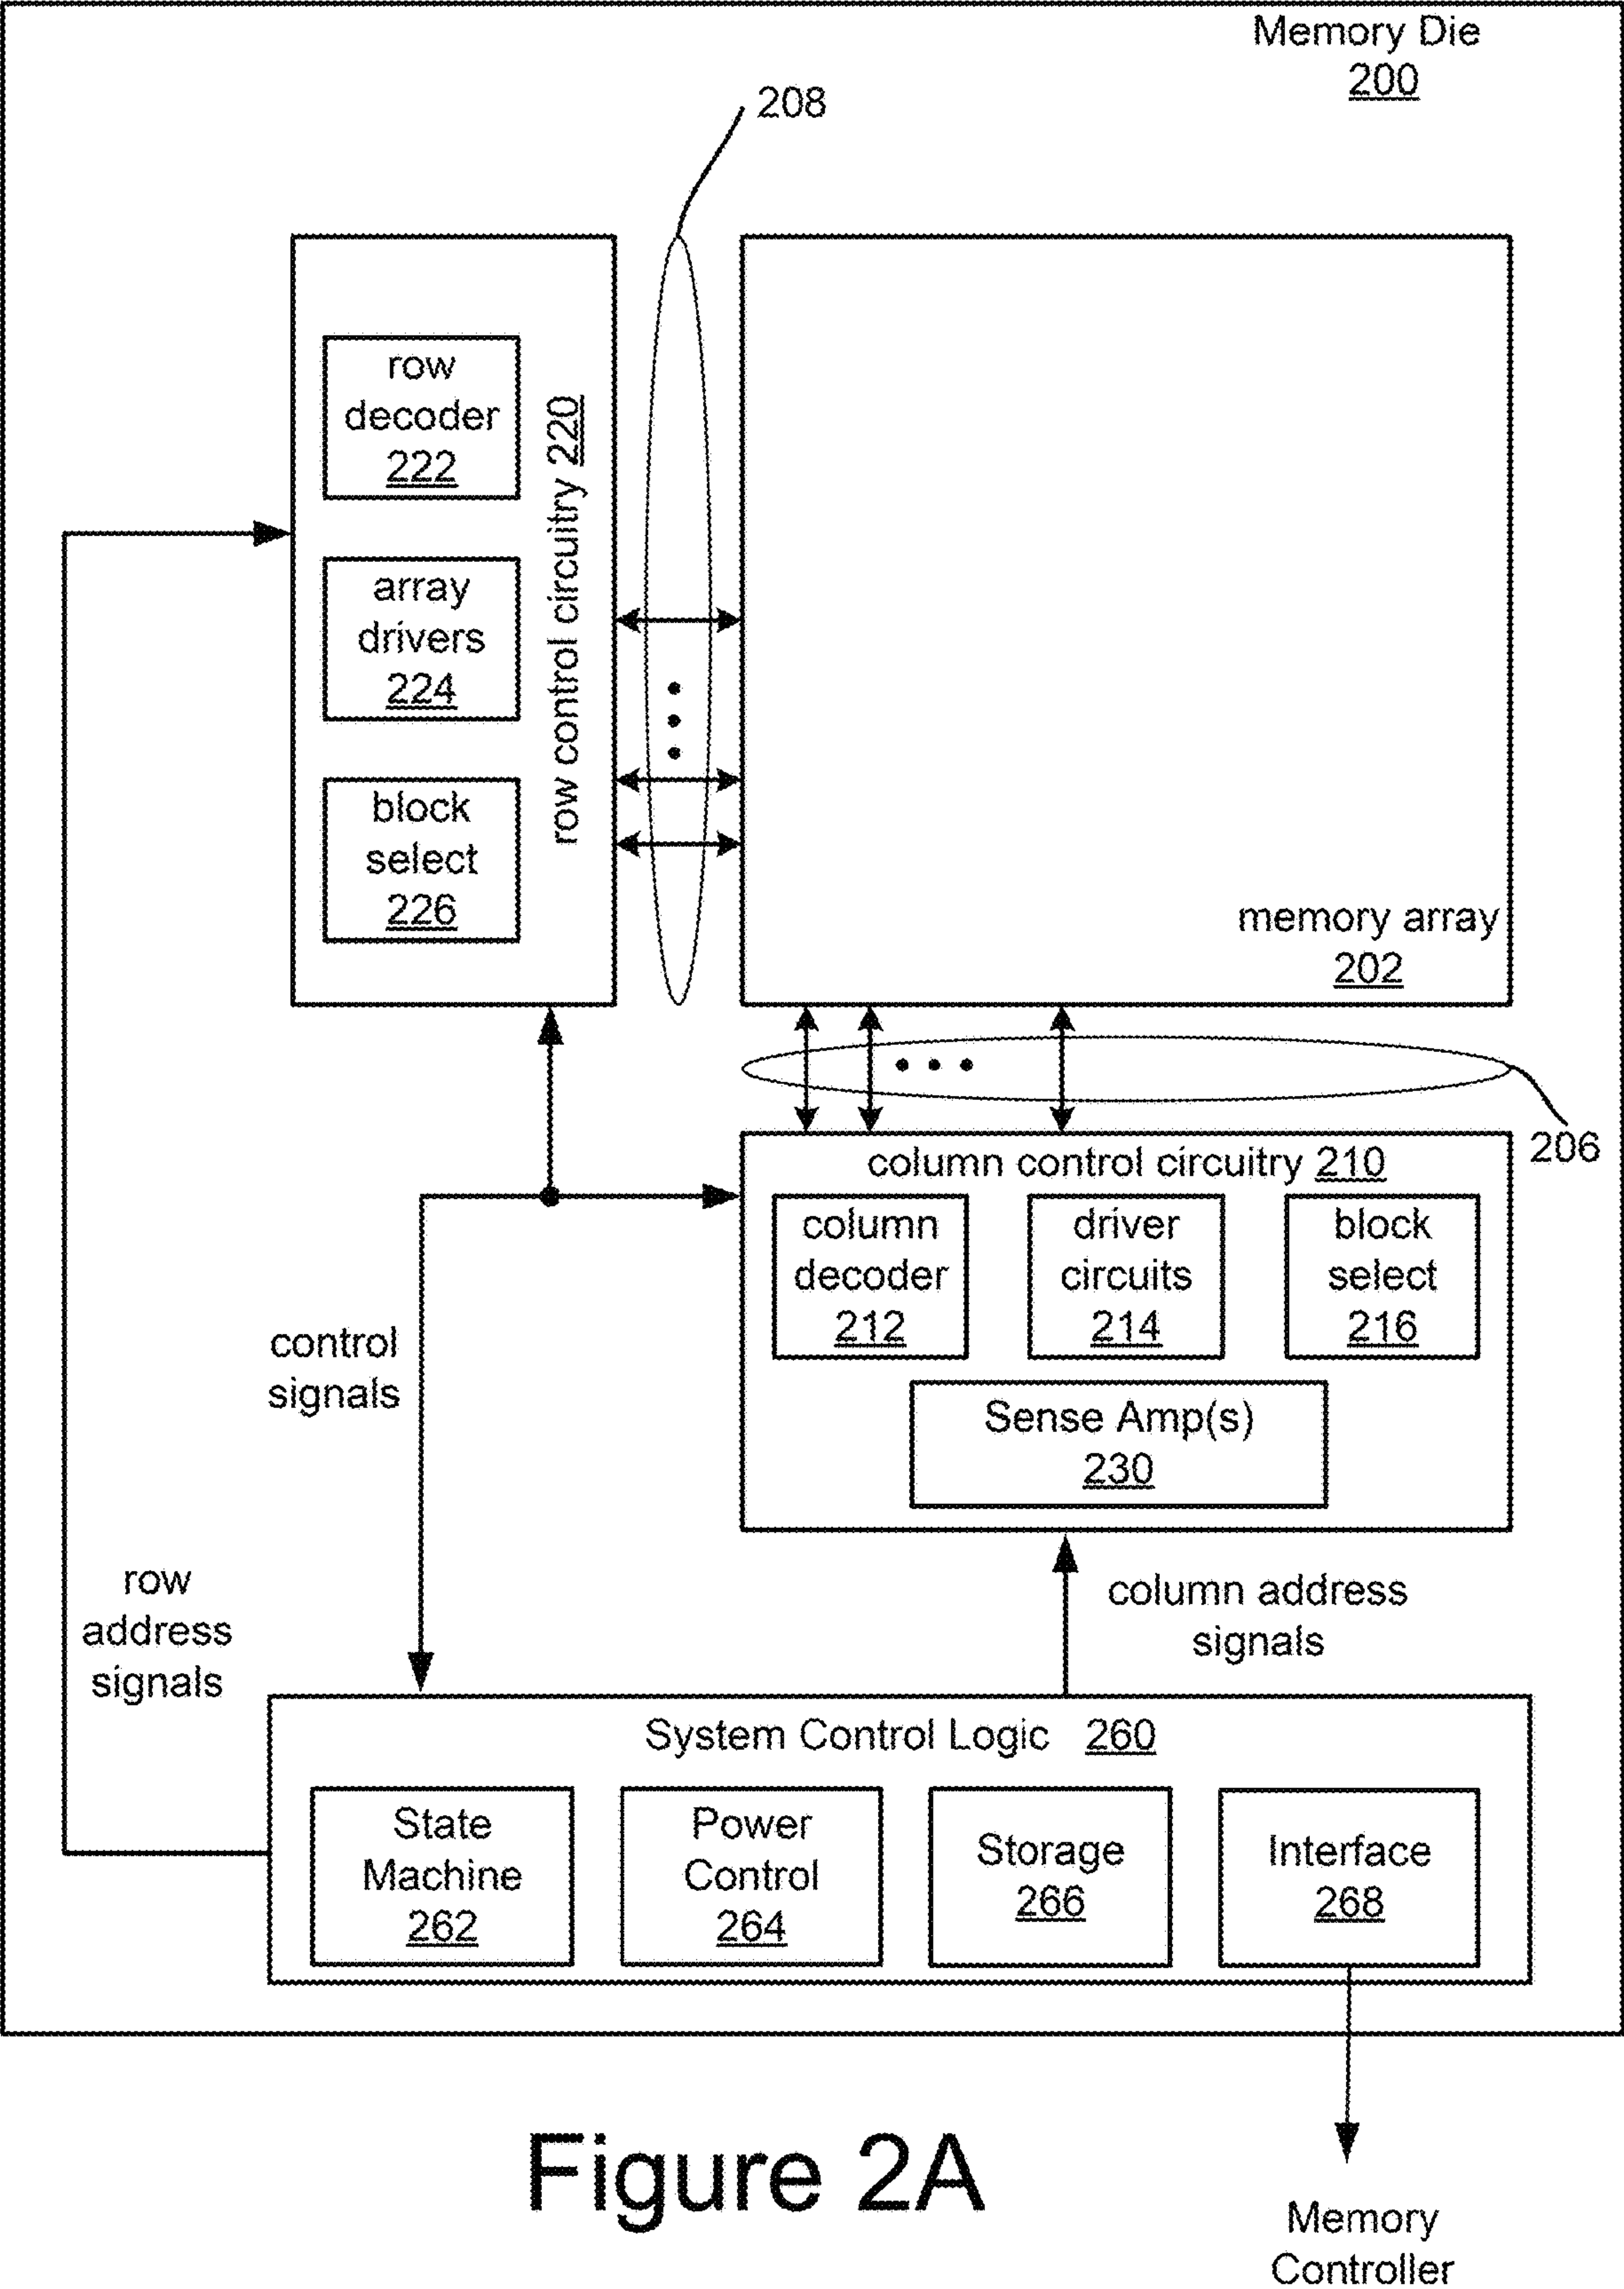 Memory Die
200
208
row
decoder
222
array
drivers
224
block
select
226
row control circuitry 220
memory array
202
206
column control circuitry 210
column
decoder
212
driver
circuits
214
block
select
216
Sense Amp(s)
230
control
signals
row
address
signals
column address
signals
System Control Logic 260
State
Machine
262
Power
Control
264
Storage
266
Interface
268
Figure 2A
Memory
Controller